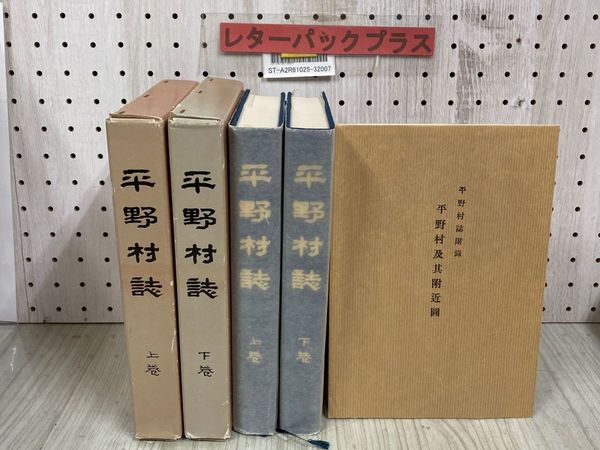 レターパックプラス
ST-A2R61025-32007
平野村誌
上巻
平野村誌
下巻
平野村誌
上巻
平野村誌
下巻
平野村誌附錄
平野村及其附近圖